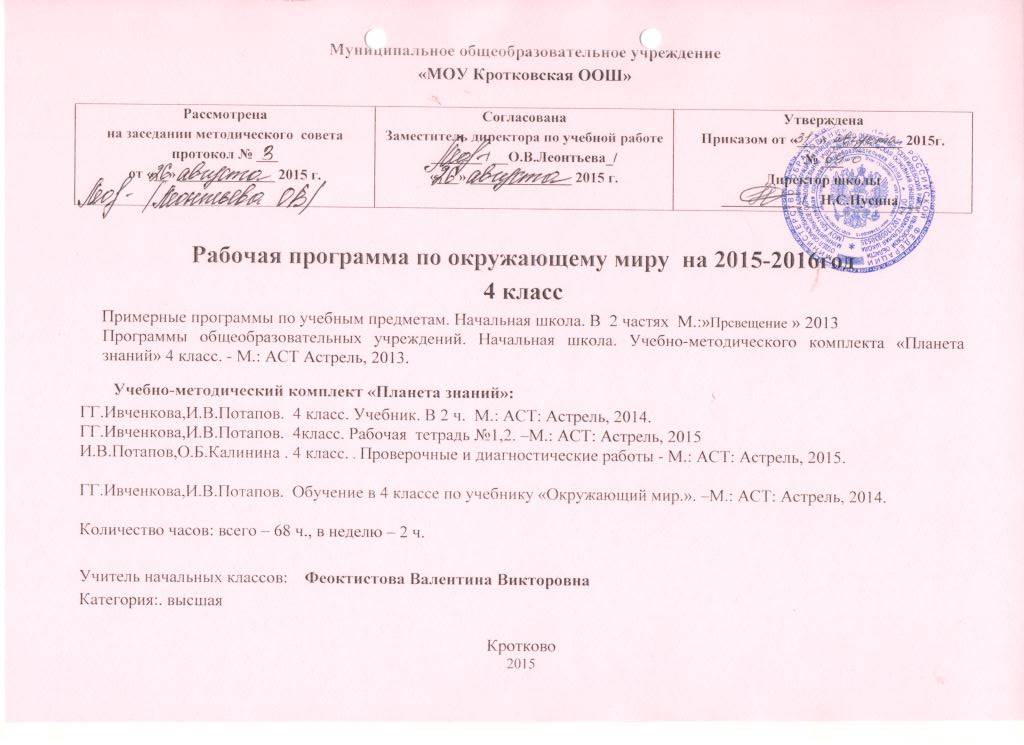 Муниципальное общеобразовательное учреждение
«МОУ Кротковская ООШ»
Рассмотрена
на заседании методического совета
протокол № 3
от «26» августа 2015 г.
/Леонтьева О В/
Согласована
Заместитель директора по учебной работе
О.В.Леонтьева_/
«26» августа 2015 г.
Утверждена
Приказом от «31» августа 2015г.
№
Директор школы
/ Н.С.Нусина
Рабочая программа по окружающему миру на 2015-2016год
4 класс
Примерные программы по учебным предметам. Начальная школа. В 2 частях М.:»Прсвещение » 2013
Программы общеобразовательных учреждений. Начальная школа. Учебно-методического комплекта «Планета
знаний» 4 класс. - М.: АСТ Астрель, 2013.
Учебно-методический комплект «Планета знаний»:
ГГ.Ивченкова,И.В.Потапов. 4 класс. Учебник. В 2 ч. М.: АСТ: Астрель, 2014.
ГГ.Ивченкова,И.В.Потапов. 4класс. Рабочая тетрадь №1,2. –М.: АСТ: Астрель, 2015
И.В.Потапов,О.Б.Калинина . 4 класс. . Проверочные и диагностические работы - М.: АСТ: Астрель, 2015.
ГГ.Ивченкова,И.В.Потапов. Обучение в 4 классе по учебнику «Окружающий мир.». –М.: АСТ: Астрель, 2014.
Количество часов: всего – 68 ч., в неделю – 2 ч.
Учитель начальных классов: Феоктистова Валентина Викторовна
Категория:. высшая
Кротково
2015